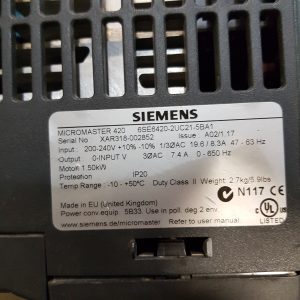 SIEMENS
MICROMASTER 420 6SE6420-2UC21-5BA1
Serial No XAR316-002852 Issue : A02/1.17
Input : 200-240V +10% -10% 1/3ØAC 19.6 / 8.3A 47 - 63 Hz
Output : 0-INPUT V 3ØAC 7.4 A 0 - 650 Hz
Motor : 1.50kW
Protection IP20
Temp Range : -10 - +50ºC Duty Class II Weight : 2.7kg/5.9lbs
N117 CE
Made in EU (United Kingdom)
Power conv equip. 5B33. Use in poll. deg 2 env.
www.siemens.de/micromaster Refer to user manual.
UL
LISTED